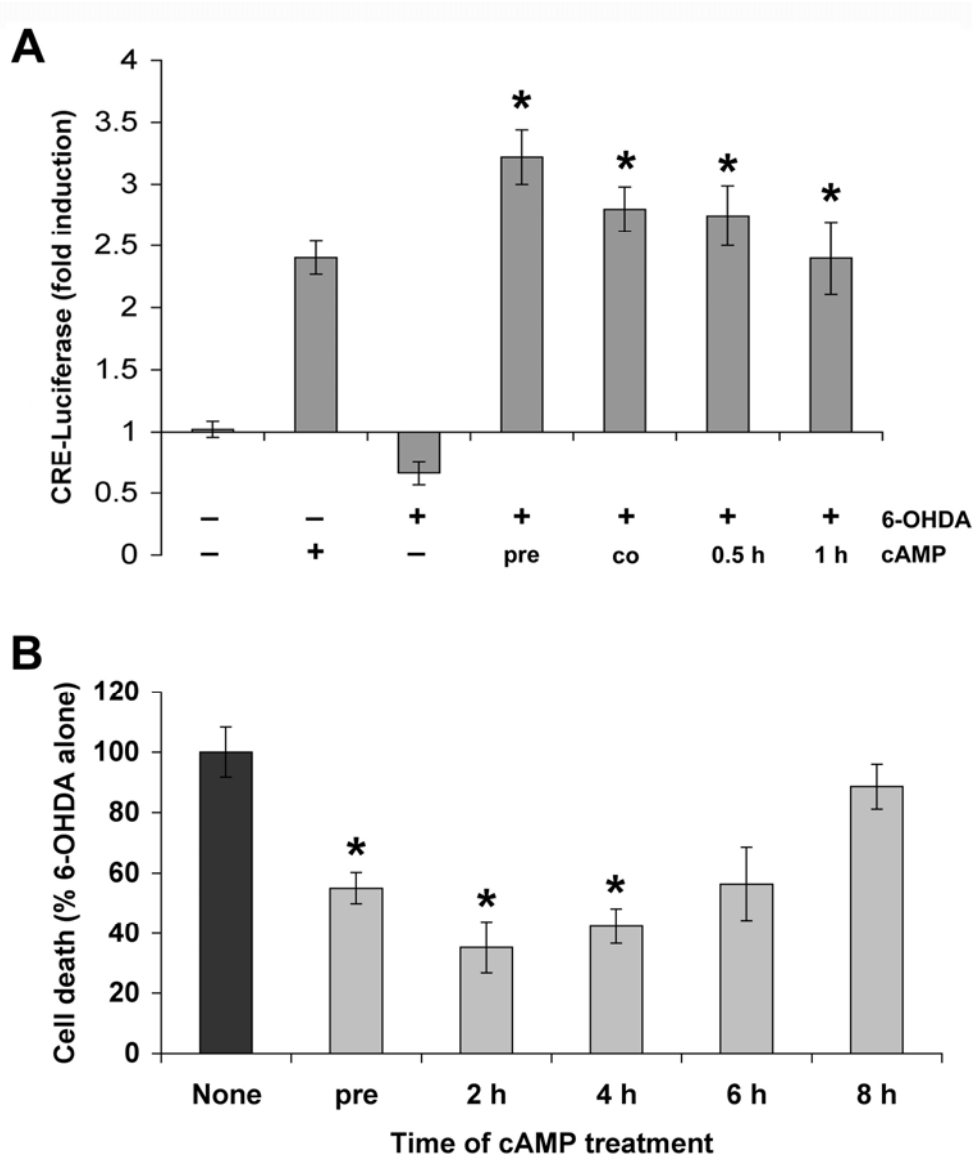 A
CRE-Luciferase (fold induction)
4
3.5
3
2.5
2
1.5
1
0.5
0
* * * *
– – + + + + + 6-OHDA
– + – pre co 0.5 h 1 h cAMP
B
Cell death (% 6-OHDA alone)
120
100
80
60
40
20
0
* * *
None pre 2 h 4 h 6 h 8 h
Time of cAMP treatment